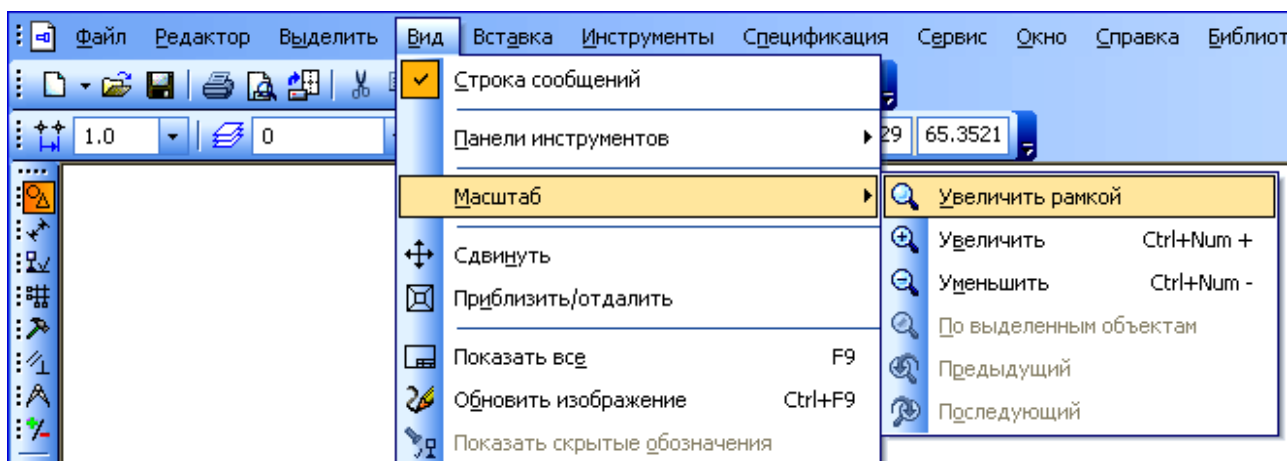 Файл Редактор Выделить Вид Вставка Инструменты Спецификация Сервис Окно Справка
Строка сообщений
1.0 0 Панели инструментов 29 65.3521
Масштаб Увеличить рамкой
Сдвинуть Увеличить Ctrl+Num +
Приблизить/отдалить Уменьшить Ctrl+Num -
По выделенным объектам
Показать все F9 Предыдущий
Обновить изображение Ctrl+F9 Последующий
Показать скрытые обозначения